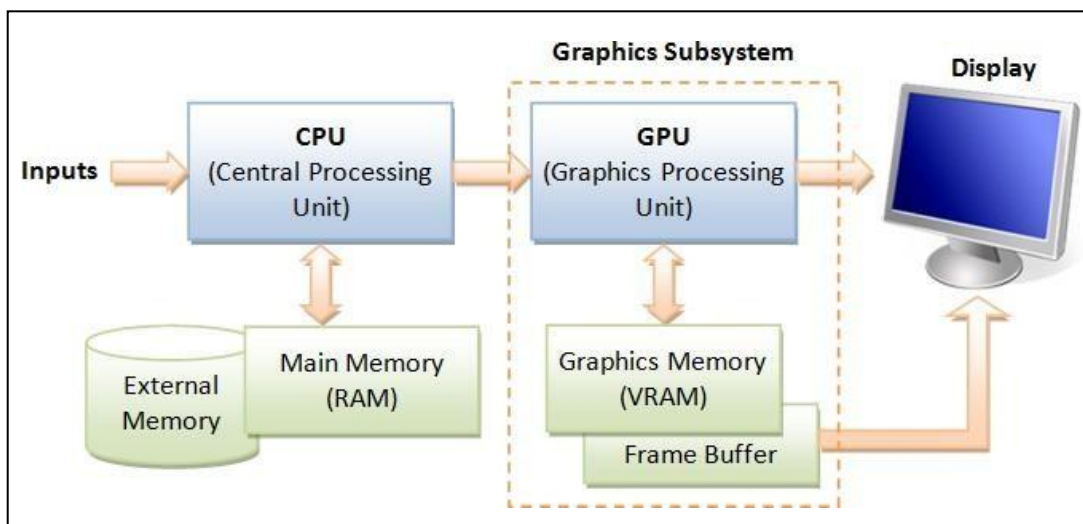 Graphics Subsystem
Display
Inputs
CPU
(Central Processing
Unit)
GPU
(Graphics Processing
Unit)
External
Memory
Main Memory
(RAM)
Graphics Memory
(VRAM)
Frame Buffer